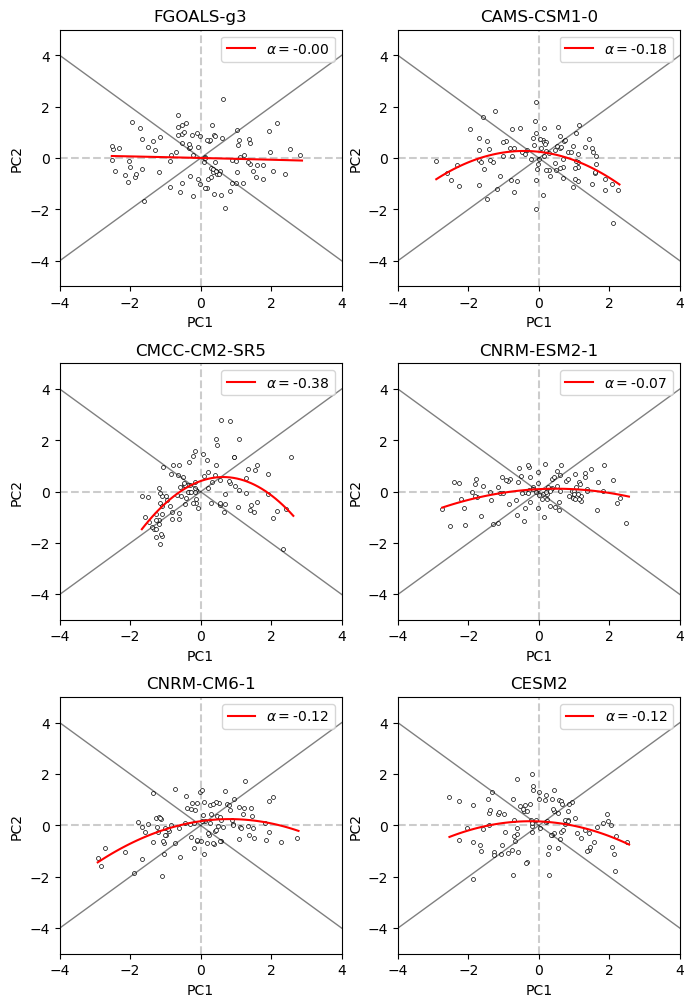 FGOALS-g3
α = -0.00
4
2
0
−2
−4
PC2
−4 −2 0 2 4
PC1
CAMS-CSM1-0
α = -0.18
4
2
0
−2
−4
PC2
−4 −2 0 2 4
PC1
CMCC-CM2-SR5
α = -0.38
4
2
0
−2
−4
PC2
−4 −2 0 2 4
PC1
CNRM-ESM2-1
α = -0.07
4
2
0
−2
−4
PC2
−4 −2 0 2 4
PC1
CNRM-CM6-1
α = -0.12
4
2
0
−2
−4
PC2
−4 −2 0 2 4
PC1
CESM2
α = -0.12
4
2
0
−2
−4
PC2
−4 −2 0 2 4
PC1